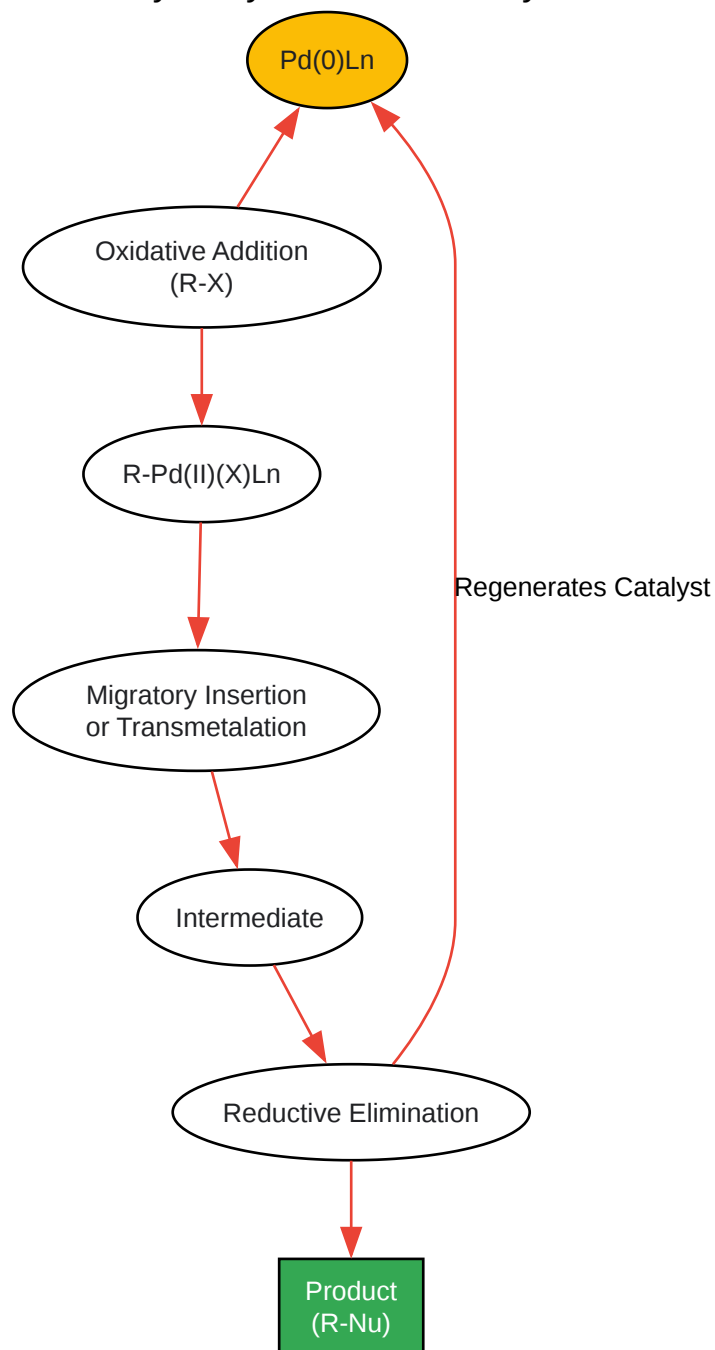 Pd(0)Ln
Oxidative Addition
(R-X)
R-Pd(II)(X)Ln
Regenerates Catalyst
Migratory Insertion
or Transmetalation
Intermediate
Reductive Elimination
Product
(R-Nu)